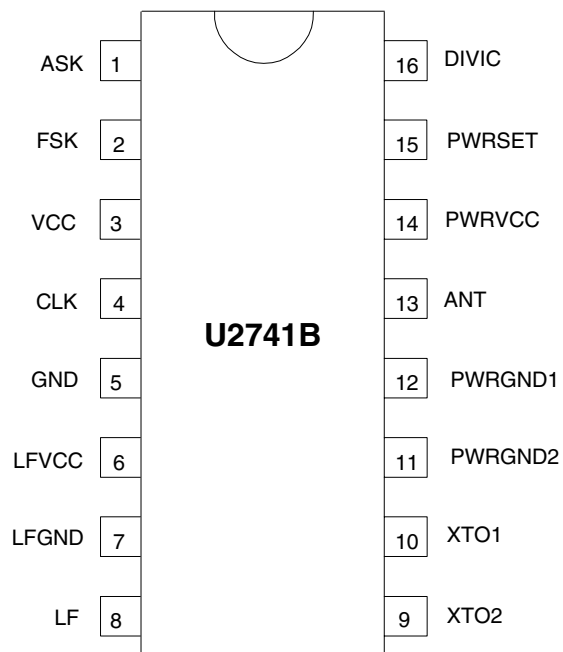 ASK 1 16 DIVIC
FSK 2 15 PWRSET
VCC 3 14 PWRVCC
CLK 4 13 ANT
U2741B
GND 5 12 PWRGND1
LFVCC 6 11 PWRGND2
LFGND 7 10 XTO1
LF 8 9 XTO2